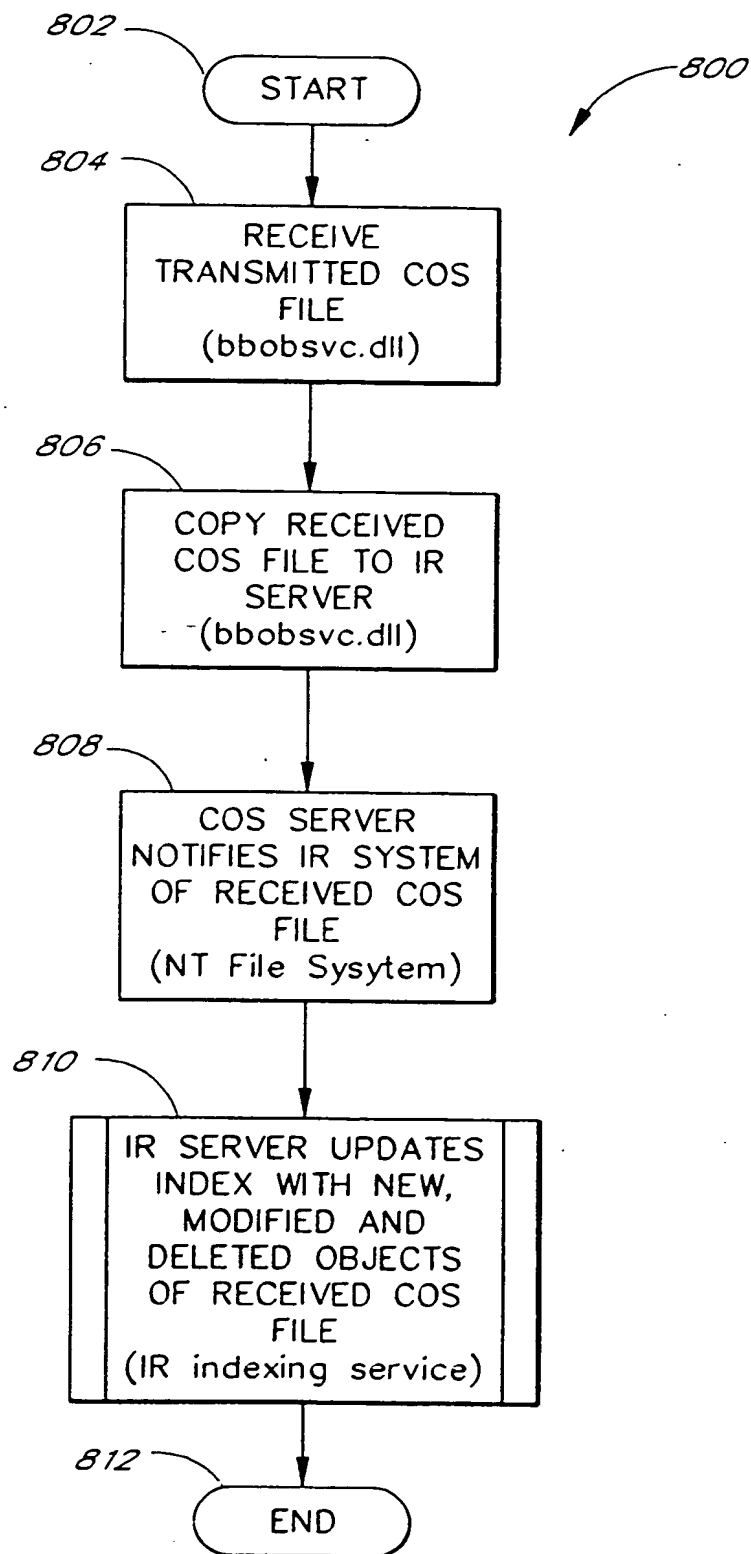 802
START
800
804
RECEIVE
TRANSMITTED COS
FILE
(bbobsvc.dll)
806
COPY RECEIVED
COS FILE TO IR
SERVER
(bbobsvc.dll)
808
COS SERVER
NOTIFIES IR SYSTEM
OF RECEIVED COS
FILE
(NT File Sysytem)
810
IR SERVER UPDATES
INDEX WITH NEW,
MODIFIED AND
DELETED OBJECTS
OF RECEIVED COS
FILE
(IR indexing service)
812
END